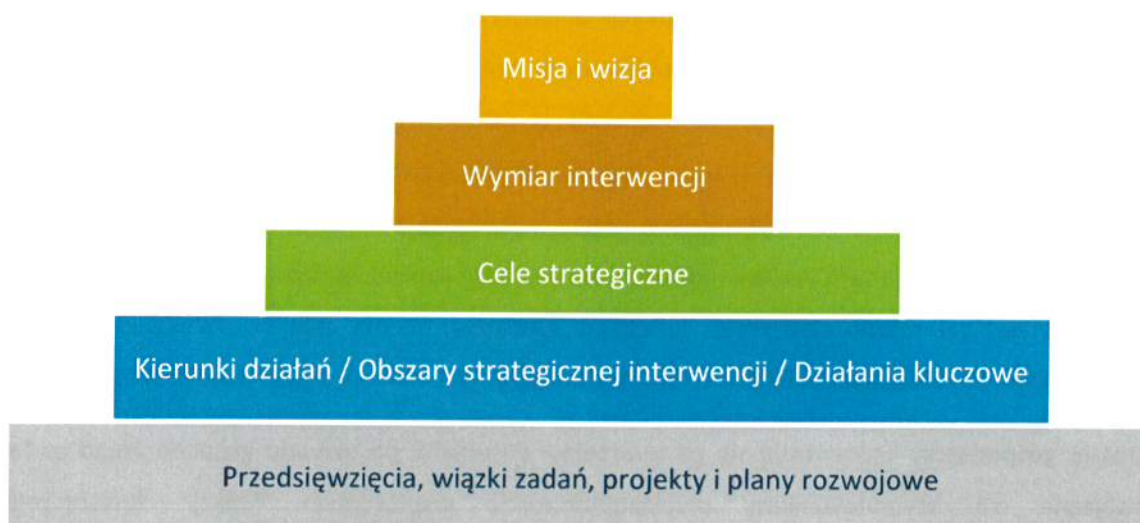 Misja i wizja
Wymiar interwencji
Cele strategiczne
Kierunki działań / Obszary strategicznej interwencji / Działania kluczowe
Przedsięwzięcia, wiązki zadań, projekty i plany rozwojowe